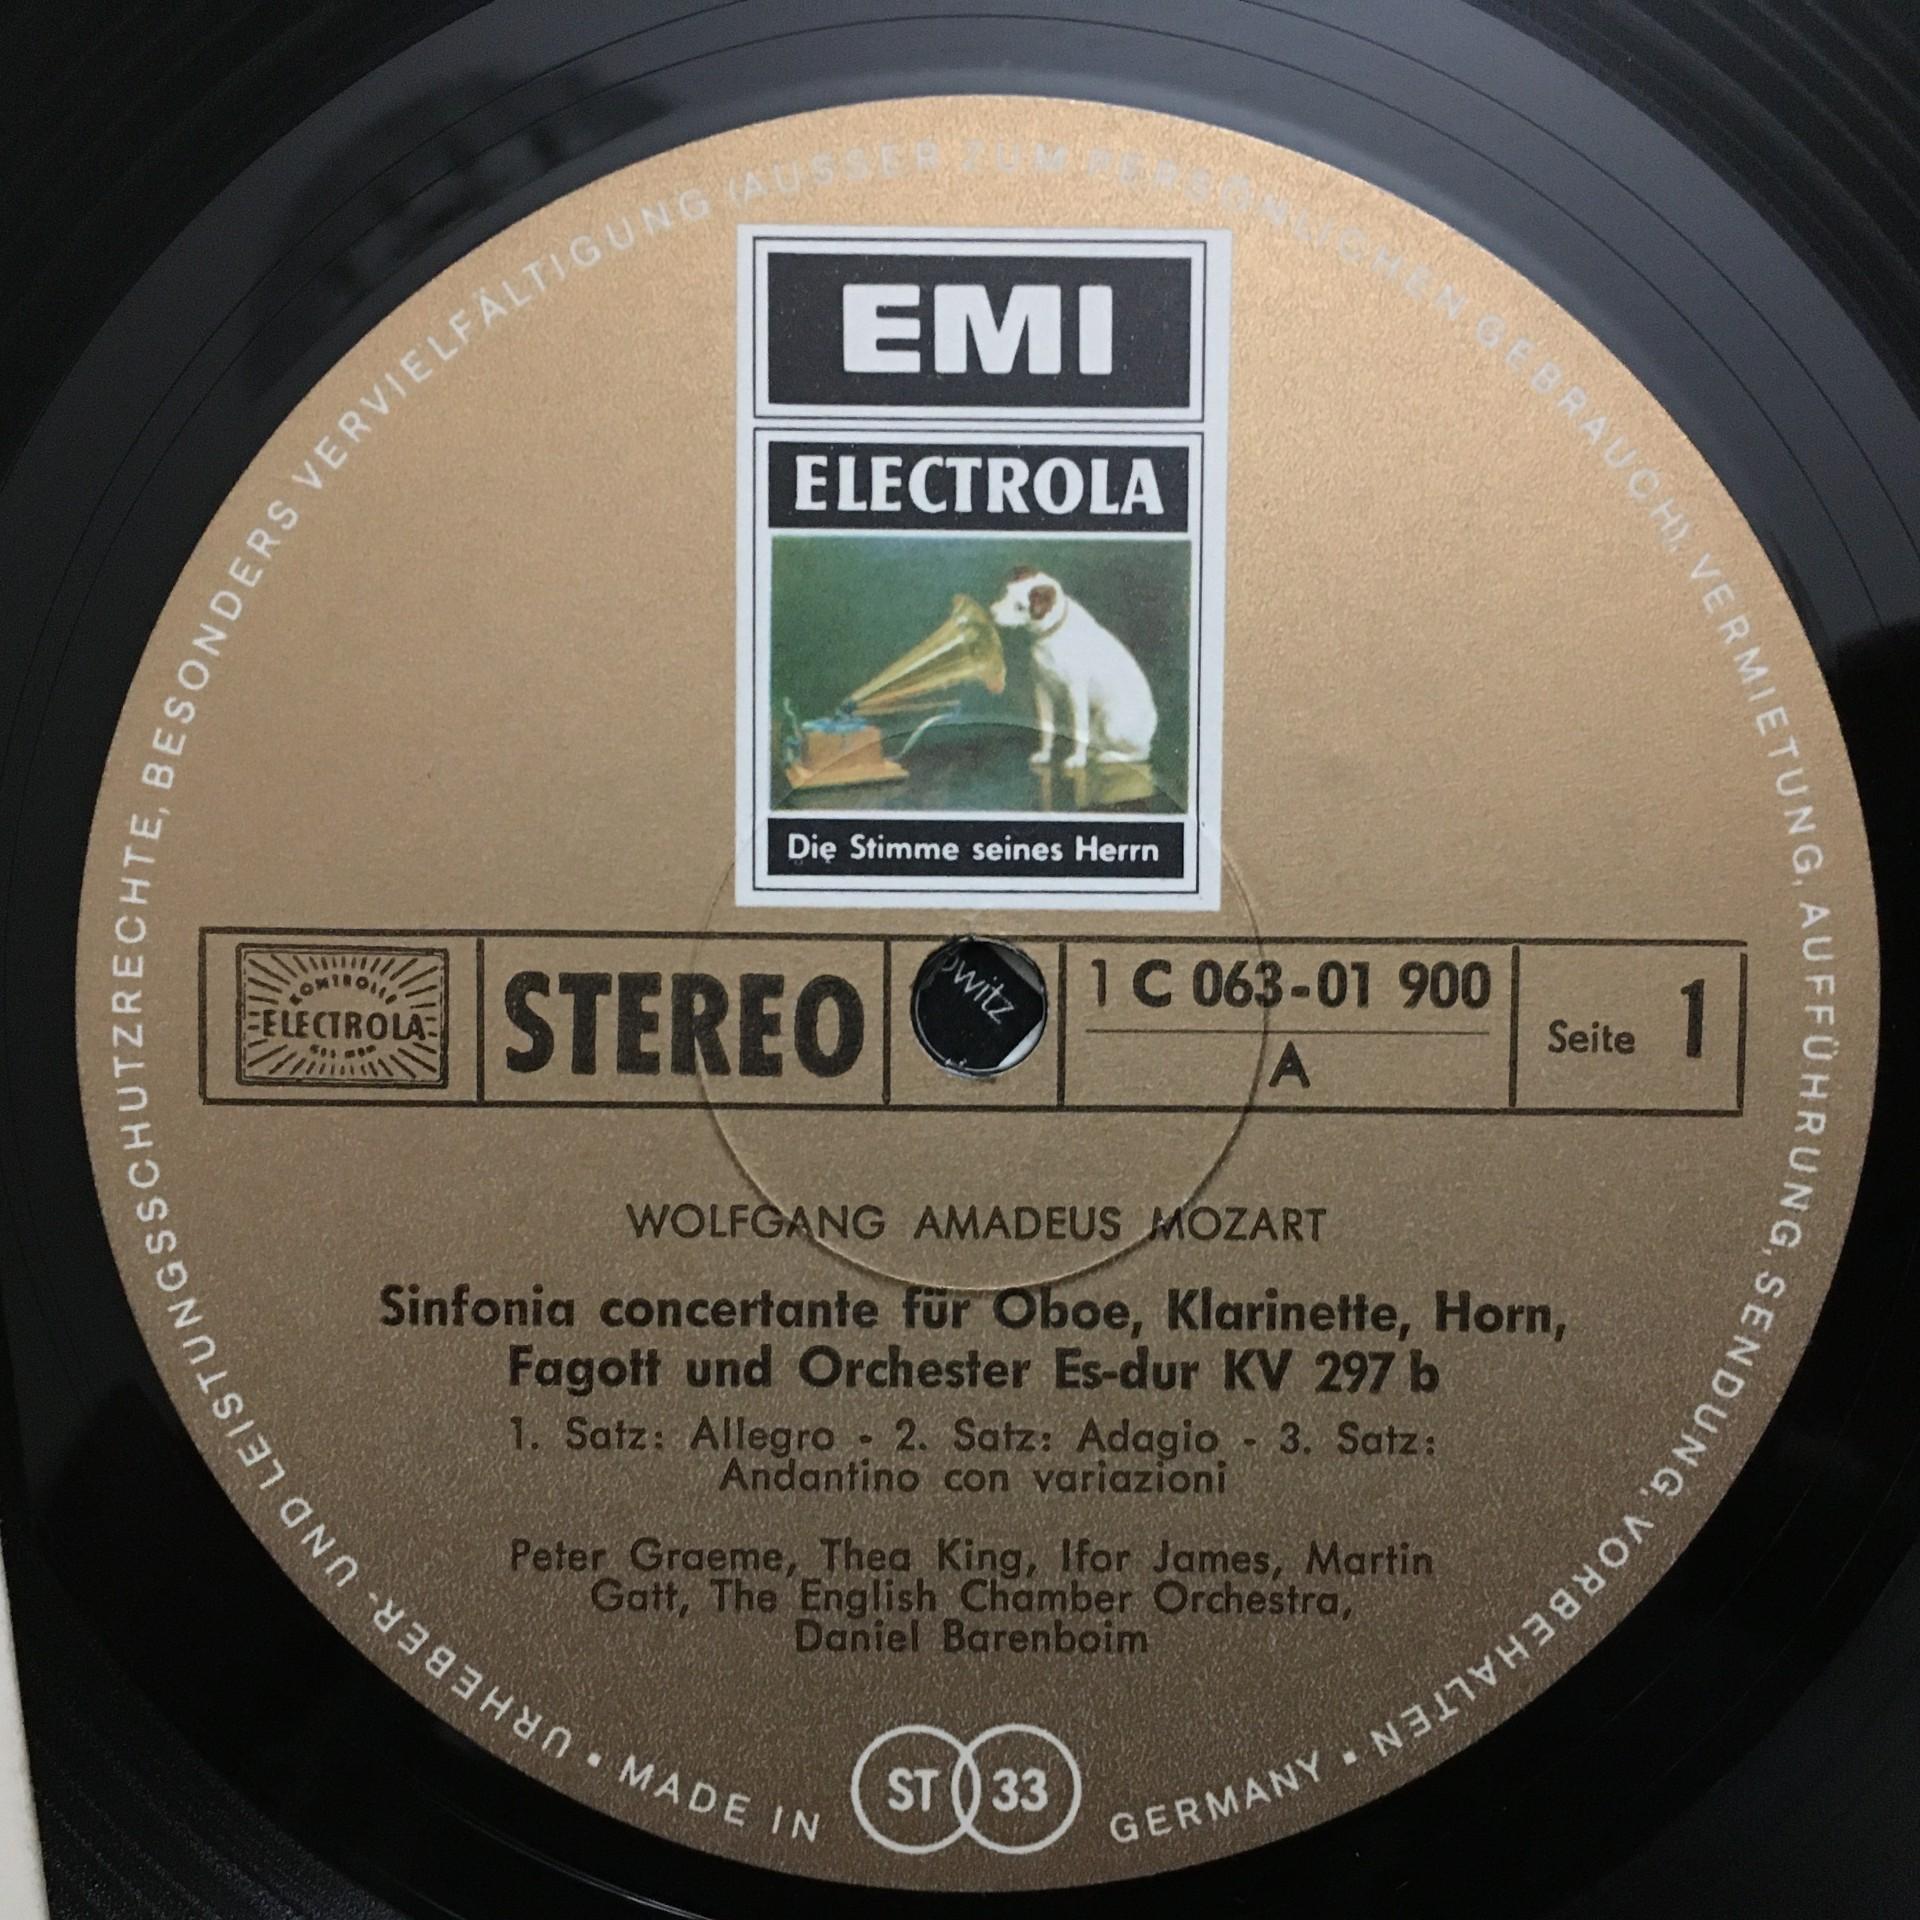 EMI
ELECTROLA
Die Stimme seines Herrn
KONTROLLE
ELECTROLA
STEREO
owitz
1 C 063-01 900
A
Seite 1
WOLFGANG AMADEUS MOZART
Sinfonia concertante für Oboe, Klarinette, Horn,
Fagott und Orchester Es-dur KV 297 b
1. Satz: Allegro - 2. Satz: Adagio - 3. Satz:
Andantino con variazioni
Peter Graeme, Thea King, Ifor James, Martin
Gatt, The English Chamber Orchestra,
Daniel Barenboim
ST 33
URHEBER- UND LEISTUNGSSCHUTZRECHTE, BESONDERS VERVIELFÄLTIGUNG (AUSSER ZUM PERSÖNLICHEN GEBRAUCH), VERMIETUNG, AUFFÜHRUNG, SENDUNG, VORBEHALTEN • MADE IN GERMANY •